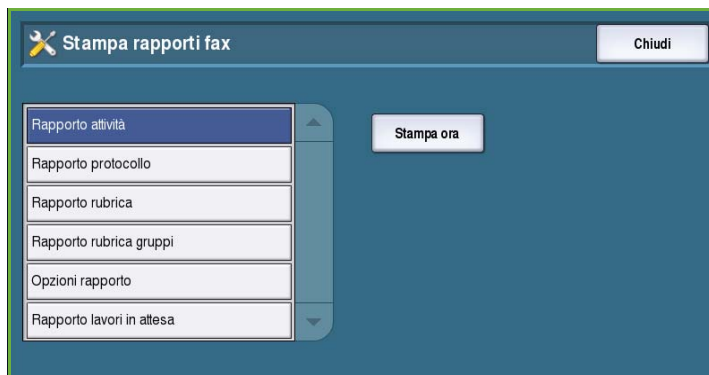 Stampa rapporti fax
Chiudi
Rapporto attività
Stampa ora
Rapporto protocollo
Rapporto rubrica
Rapporto rubrica gruppi
Opzioni rapporto
Rapporto lavori in attesa